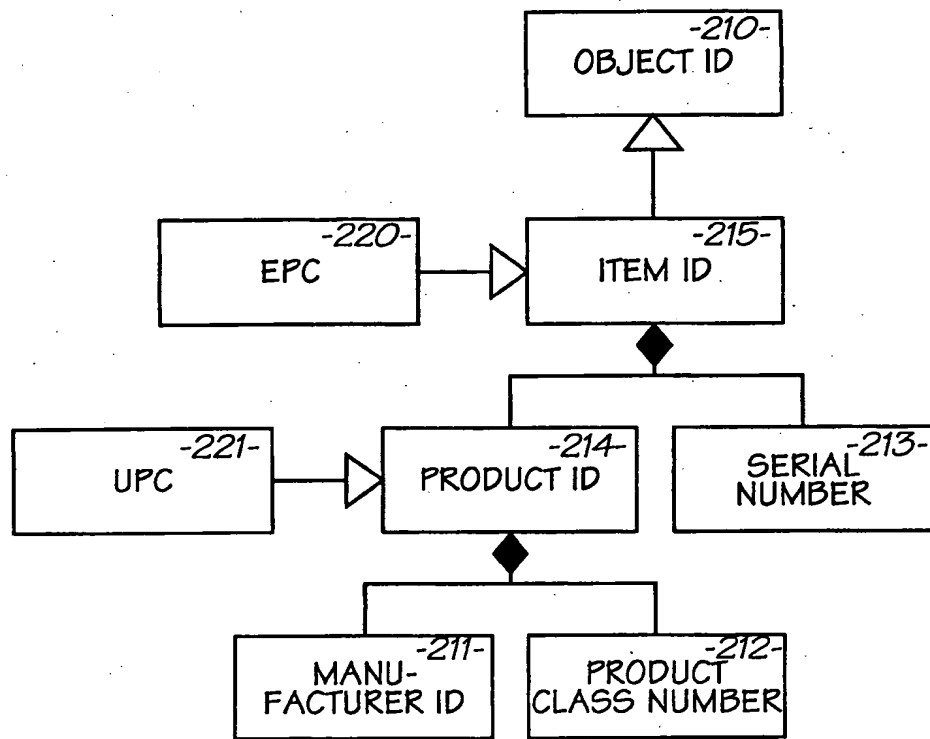 -210-
OBJECT ID
-220-
EPC
-215-
ITEM ID
-221-
UPC
-214-
PRODUCT ID
-213-
SERIAL
NUMBER
-211-
MANU-
FACTURER ID
-212-
PRODUCT
CLASS NUMBER